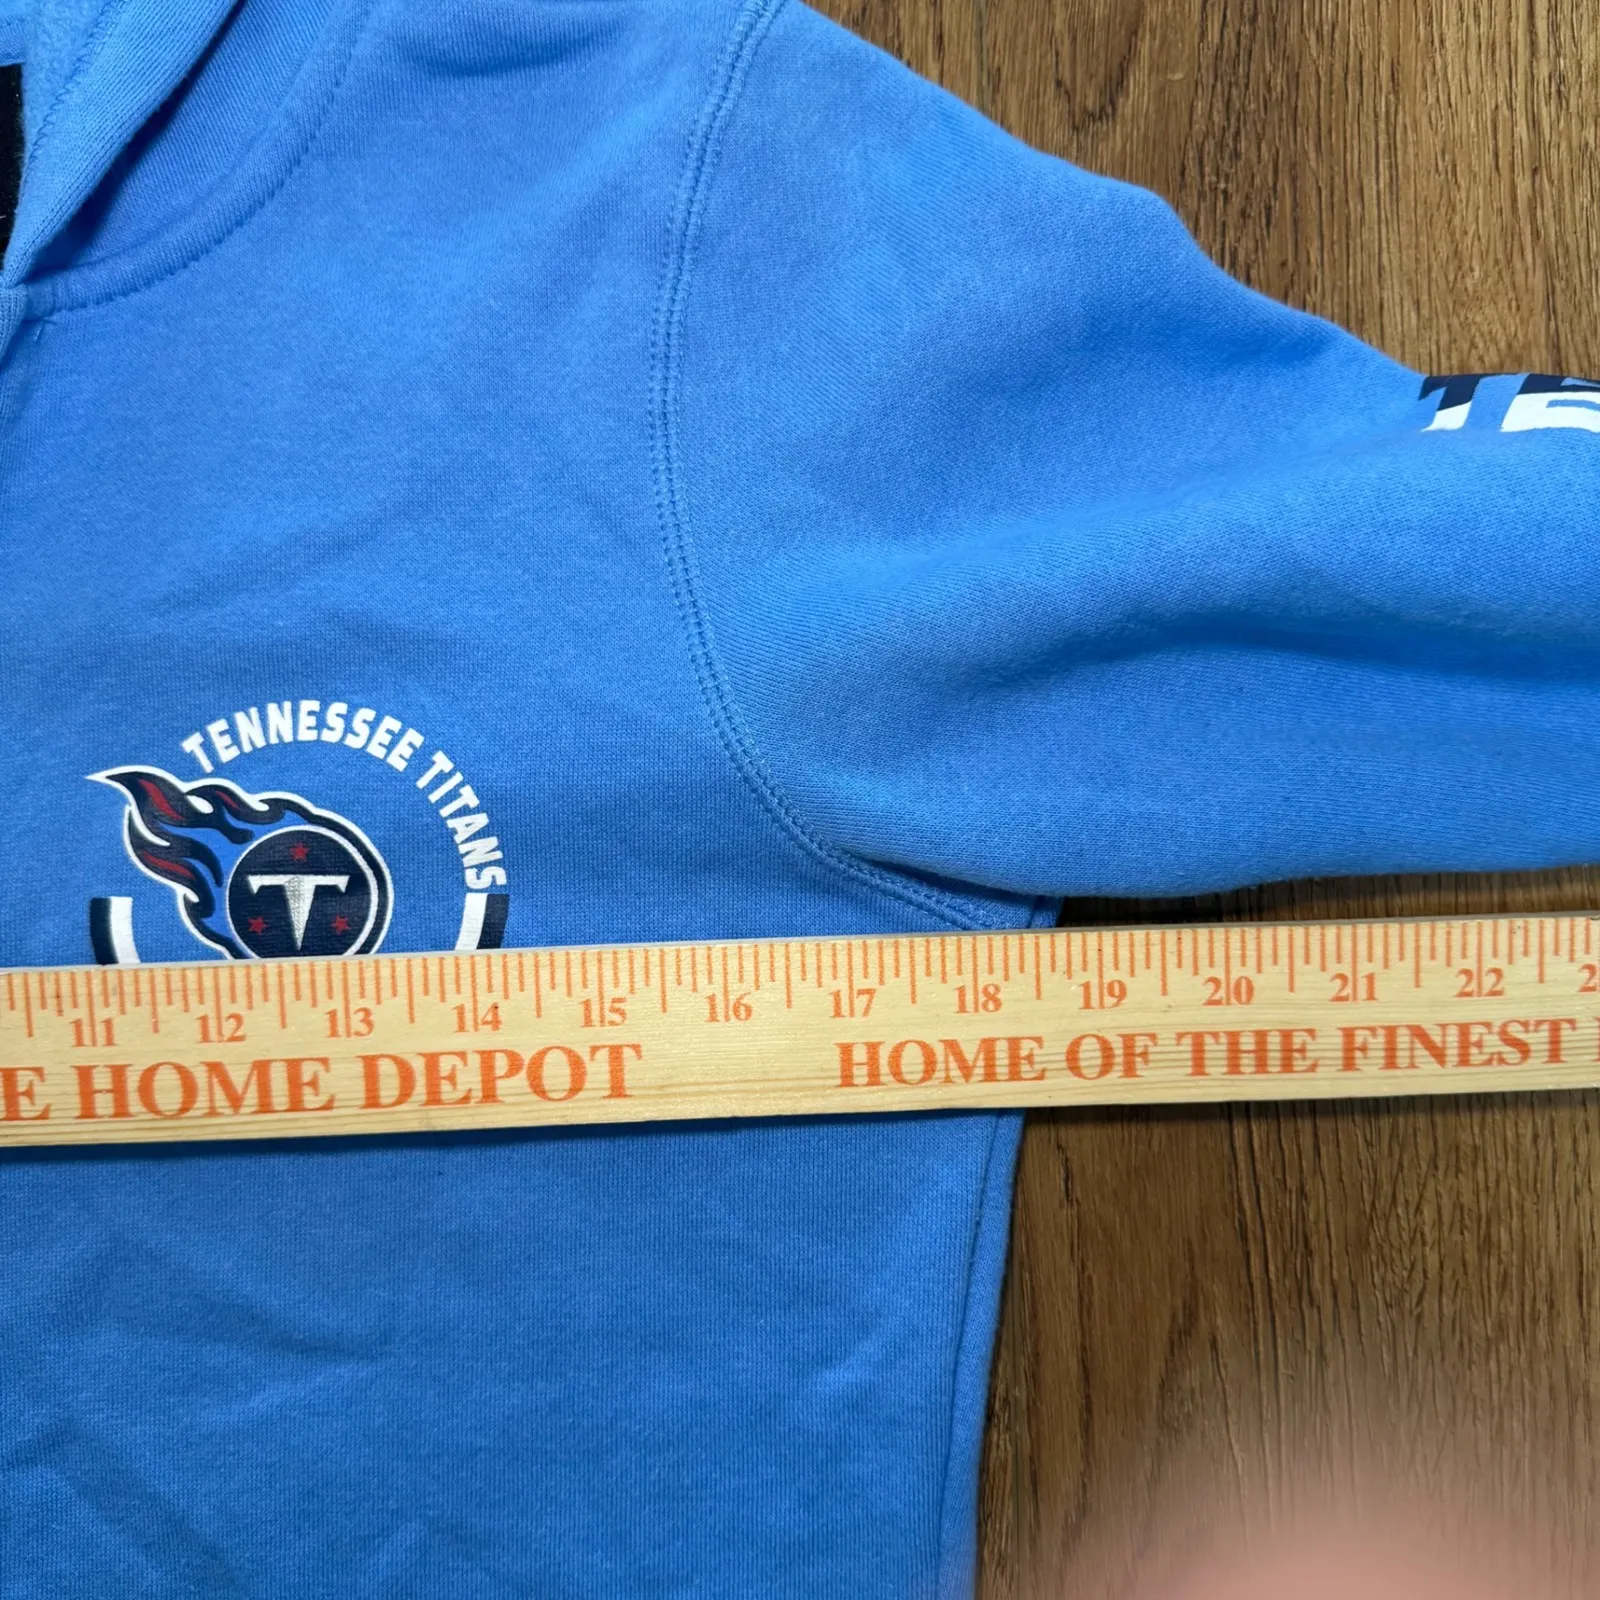 TENNESSEE TITANS
T
11 12 13 14 15 16 17 18 19 20 21 22
HOME DEPOT
HOME OF THE FINEST